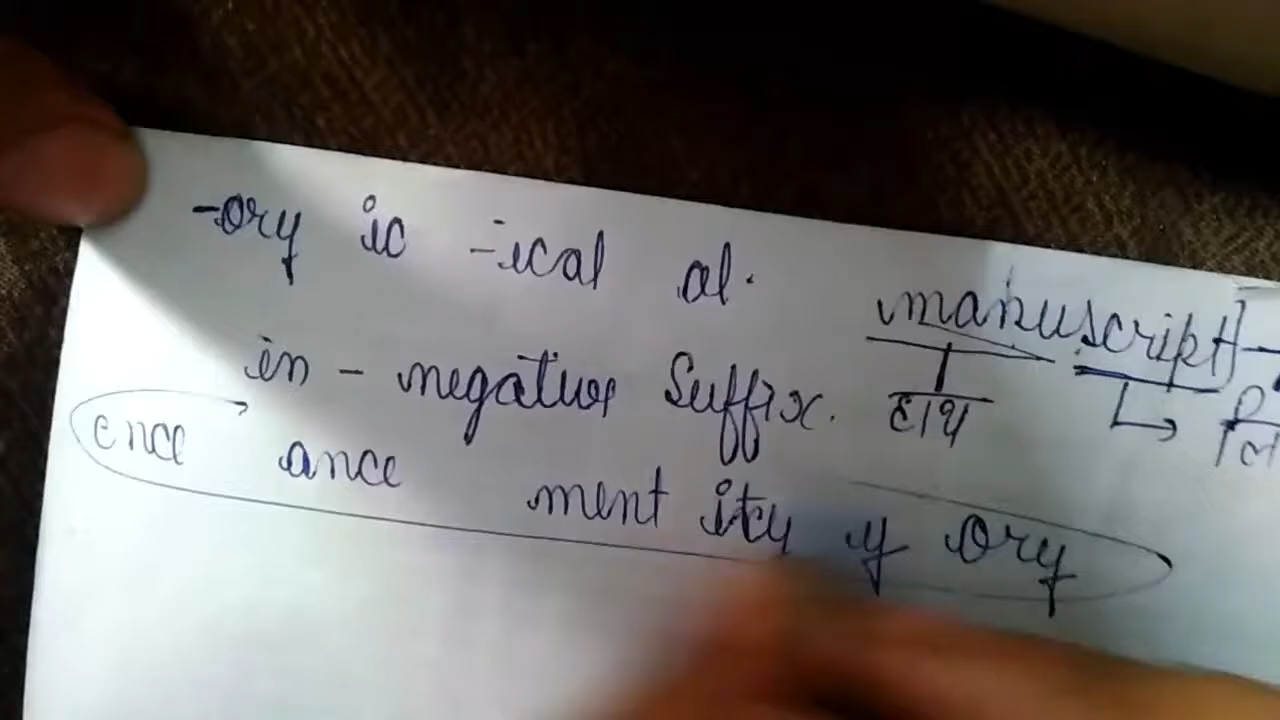 -ory ic -ical al.
manuscript
in - negative Suffix. हाथ
ence ance ment ity y ory